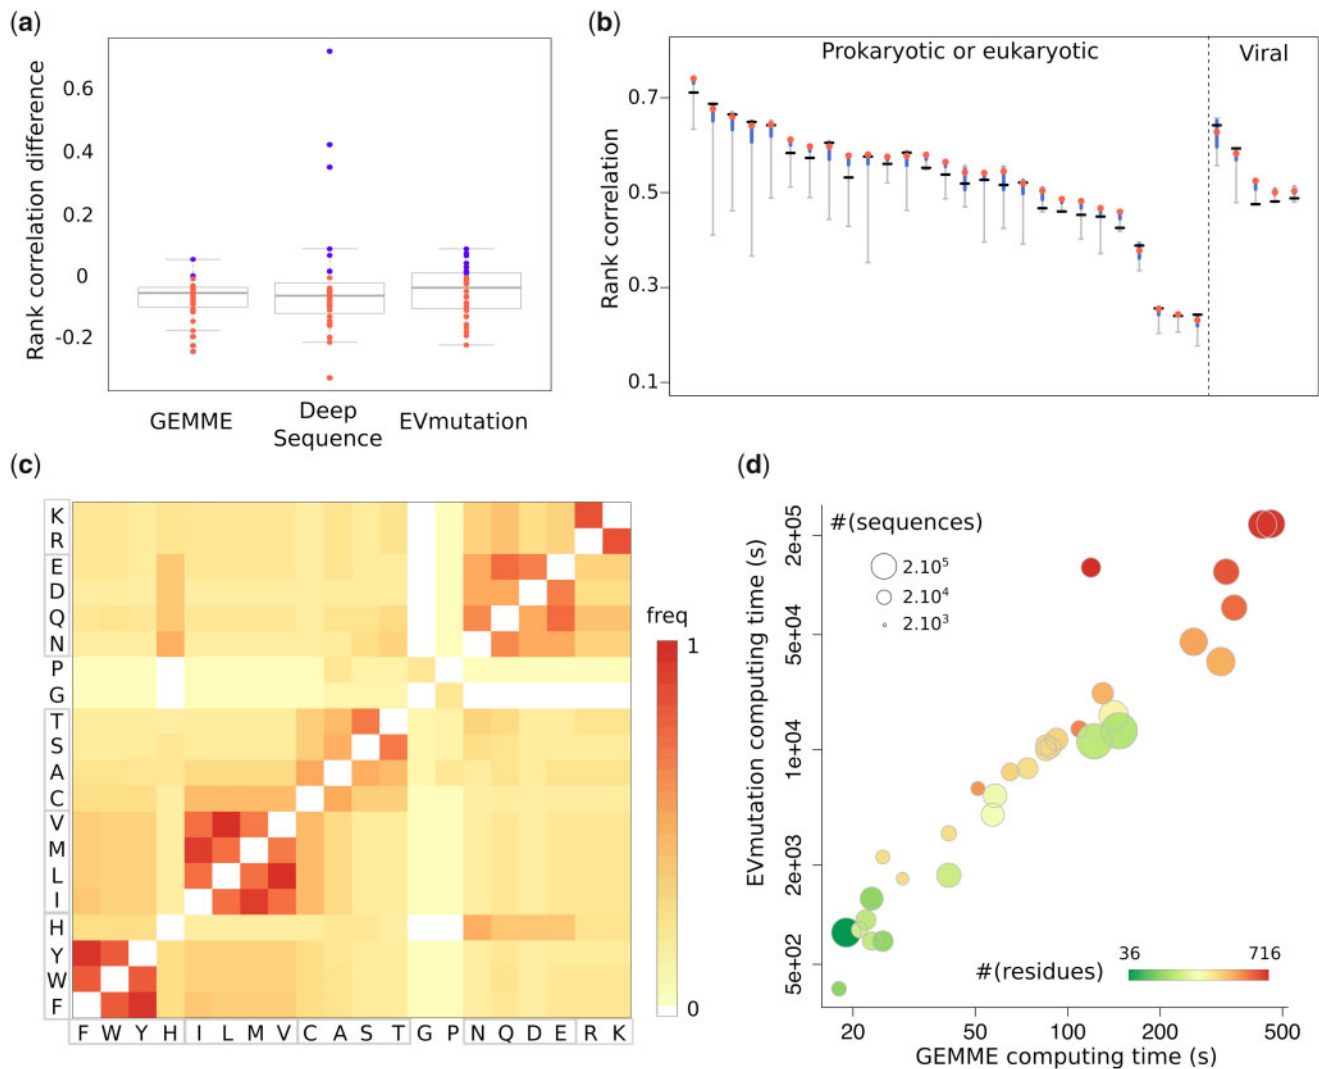 (a)
Rank correlation difference
0.6
0.4
0.2
0
-0.2
GEMME
Deep
Sequence
EVmutation
(b)
Prokaryotic or eukaryotic
Viral
Rank correlation
0.7
0.5
0.3
0.1
(c)
K
R
E
D
Q
N
P
G
T
S
A
C
V
M
L
I
H
Y
W
F
F W Y H I L M V C A S T G P N Q D E R K
freq
1
0
(d)
#(sequences)
2.10⁵
2.10⁴
2.10³
EVmutation computing time (s)
2e+05
5e+04
1e+04
2e+03
5e+02
36 716
#(residues)
20 50 100 200 500
GEMME computing time (s)